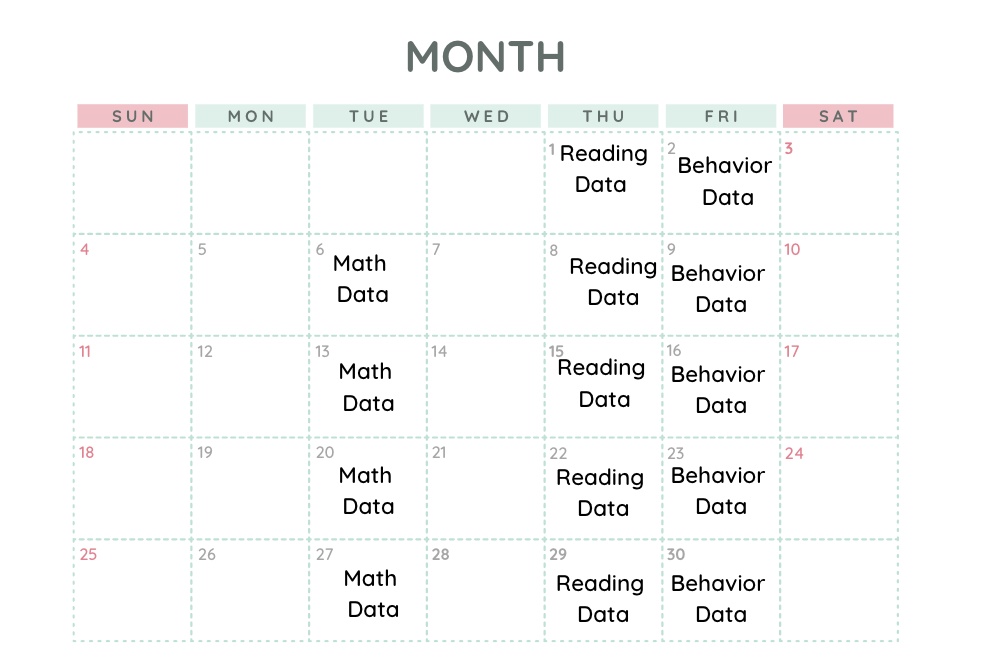 MONTH
SUN MON TUE WED THU FRI SAT
1 Reading Data
2 Behavior Data
3
4
5
6 Math Data
7
8 Reading Data
9 Behavior Data
10
11
12
13 Math Data
14
15 Reading Data
16 Behavior Data
17
18
19
20 Math Data
21
22 Reading Data
23 Behavior Data
24
25
26
27 Math Data
28
29 Reading Data
30 Behavior Data